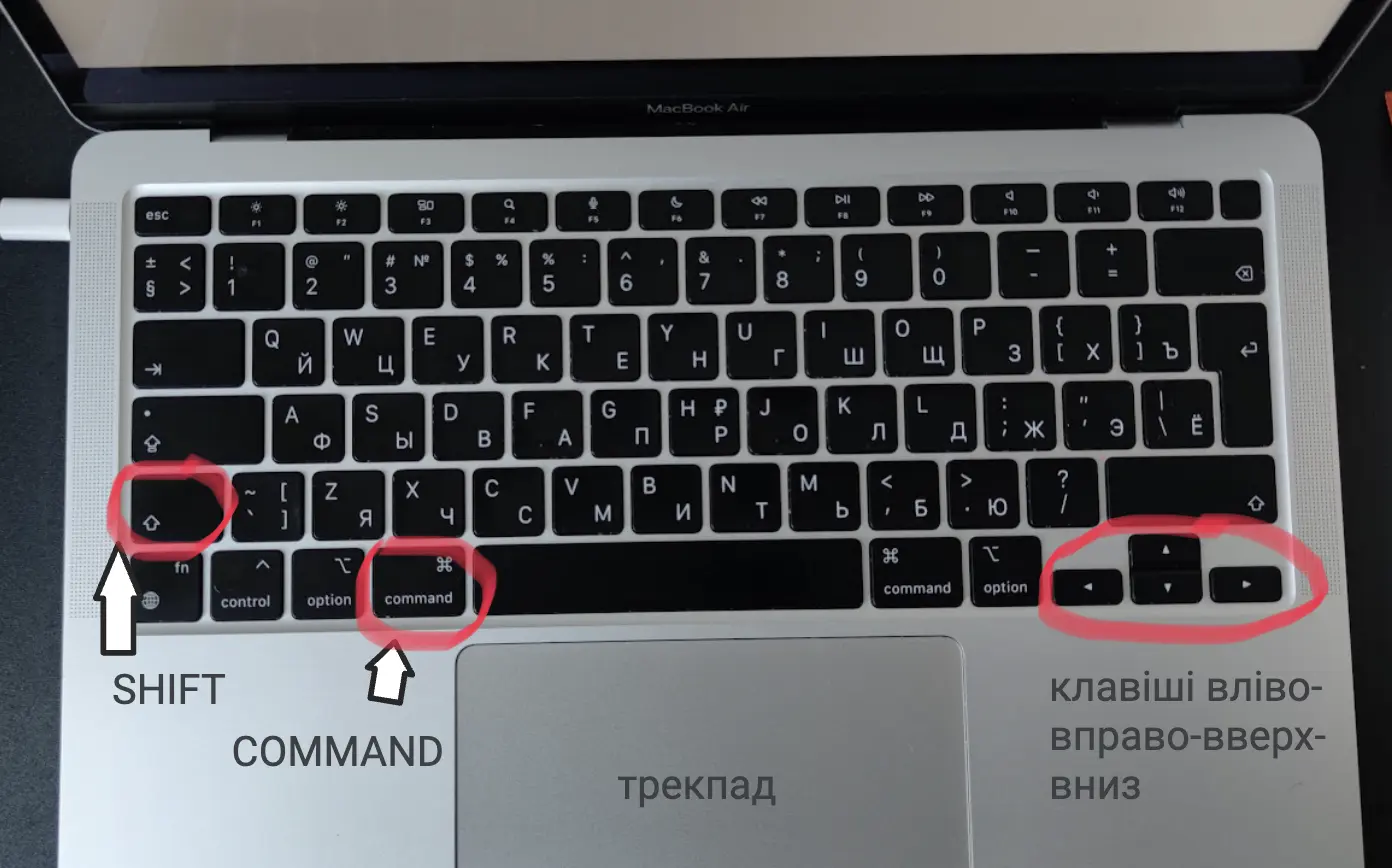 MacBook Air
esc F1 F2 F3 F4 F5 F6 F7 F8 F9 F10 F11 F12
± < § > ! 1 @ " 2 # № 3 $ % 4 % : 5 ^ , 6 & . 7 * ; 8 ( 9 ) 0 — - + =
Q Й W Ц E У R К T Е Y Н U Г I Ш O Щ P З { [ Х } ] Ъ
A Ф S Ы D В F А G П H ₽ Р J О K Л L Д : ; Ж " ' Э | \ Ё
~ [ ` ] Z Я X Ч C С V М B И N Т M Ь < , Б > . Ю ? /
fn control option ⌘ command ⌘ command option
SHIFT
COMMAND
трекпад
клавіші вліво-
вправо-вверх-
вниз